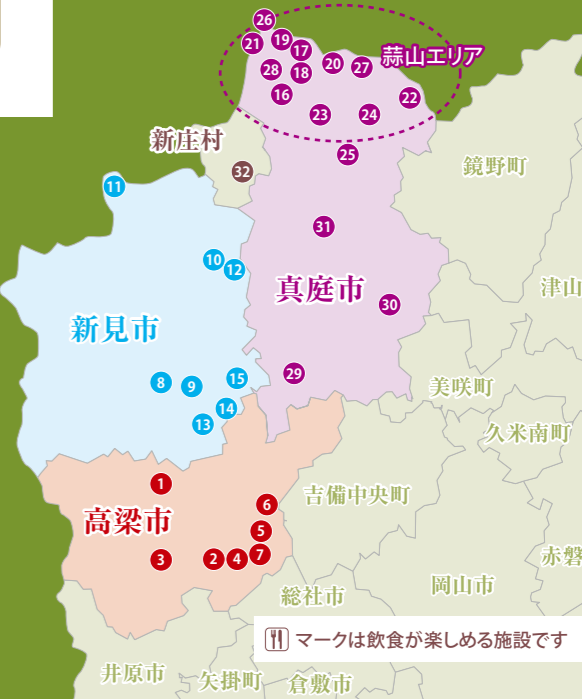 26
21
19
17
28
18
20
27
蒜山エリア
16
22
23
24
新庄村
25
32
鏡野町
11
31
10
12
真庭市
津山
30
新見市
8
9
15
29
美咲町
14
13
久米南町
1
吉備中央町
6
高梁市
5
3
2
4
7
赤磐
岡山市
総社市
マークは飲食が楽しめる施設です
井原市
矢掛町
倉敷市